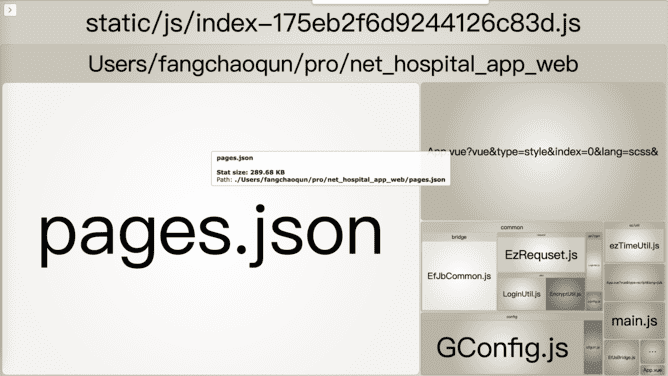 static/js/index-175eb2f6d9244126c83d.js
Users/fangchaoqun/pro/net_hospital_app_web
pages.json
Stat size: 289.68 KB
Path: ./Users/fangchaoqun/pro/net_hospital_app_web/pages.json
pages.json
App.vue?vue&type=style&index=0&lang=scss&
common
bridge
EfJbCommon.js
EzRequset.js
LoginUtil.js
EncryptUtil.js
config
GConfig.js
ezTimeUtil.js
main.js
...
App.vue